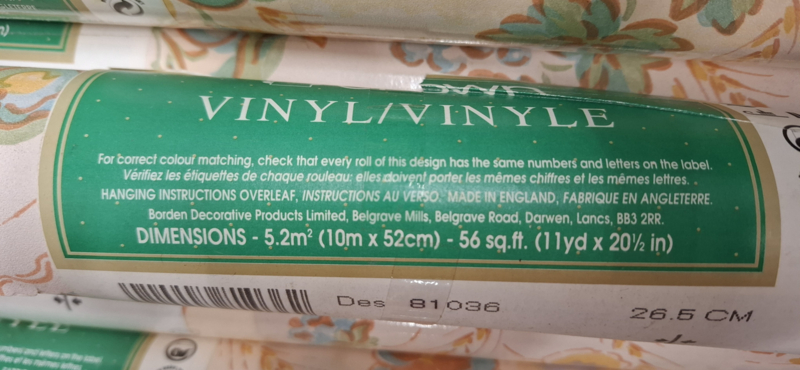 VINYL/VINYLE
For correct colour matching, check that every roll of this design has the same numbers and letters on the label.
Vérifiez les étiquettes de chaque rouleau: elles doivent porter les mêmes chiffres et les mêmes lettres.
HANGING INSTRUCTIONS OVERLEAF, INSTRUCTIONS AU VERSO. MADE IN ENGLAND, FABRIQUE EN ANGLETERRE.
Borden Decorative Products Limited, Belgrave Mills, Belgrave Road, Darwen, Lancs, BB3 2RR.
DIMENSIONS - 5.2m² (10m x 52cm) - 56 sq.ft. (11yd x 20½ in)
Des 81036
26.5 CM